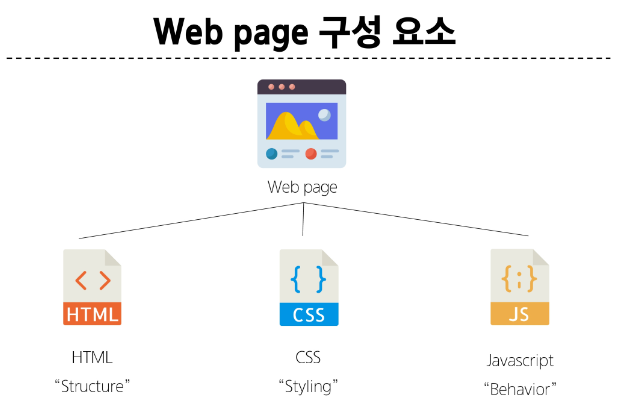 Web page 구성 요소
Web page
HTML
CSS
JS
HTML
CSS
Javascript
“Structure”
“Styling”
“Behavior”